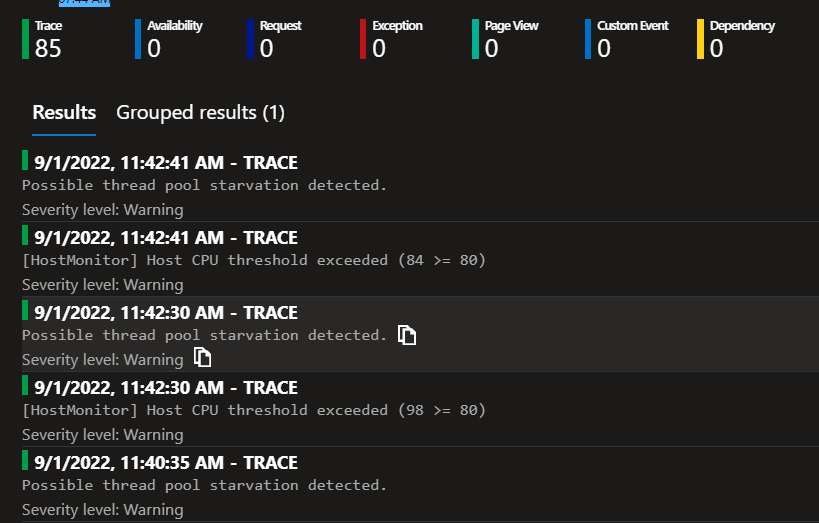 07:44 AM
Trace Availability Request Exception Page View Custom Event Dependency
85 0 0 0 0 0 0
Results Grouped results (1)
9/1/2022, 11:42:41 AM - TRACE
Possible thread pool starvation detected.
Severity level: Warning
9/1/2022, 11:42:41 AM - TRACE
[HostMonitor] Host CPU threshold exceeded (84 >= 80)
Severity level: Warning
9/1/2022, 11:42:30 AM - TRACE
Possible thread pool starvation detected.
Severity level: Warning
9/1/2022, 11:42:30 AM - TRACE
[HostMonitor] Host CPU threshold exceeded (98 >= 80)
Severity level: Warning
9/1/2022, 11:40:35 AM - TRACE
Possible thread pool starvation detected.
Severity level: Warning